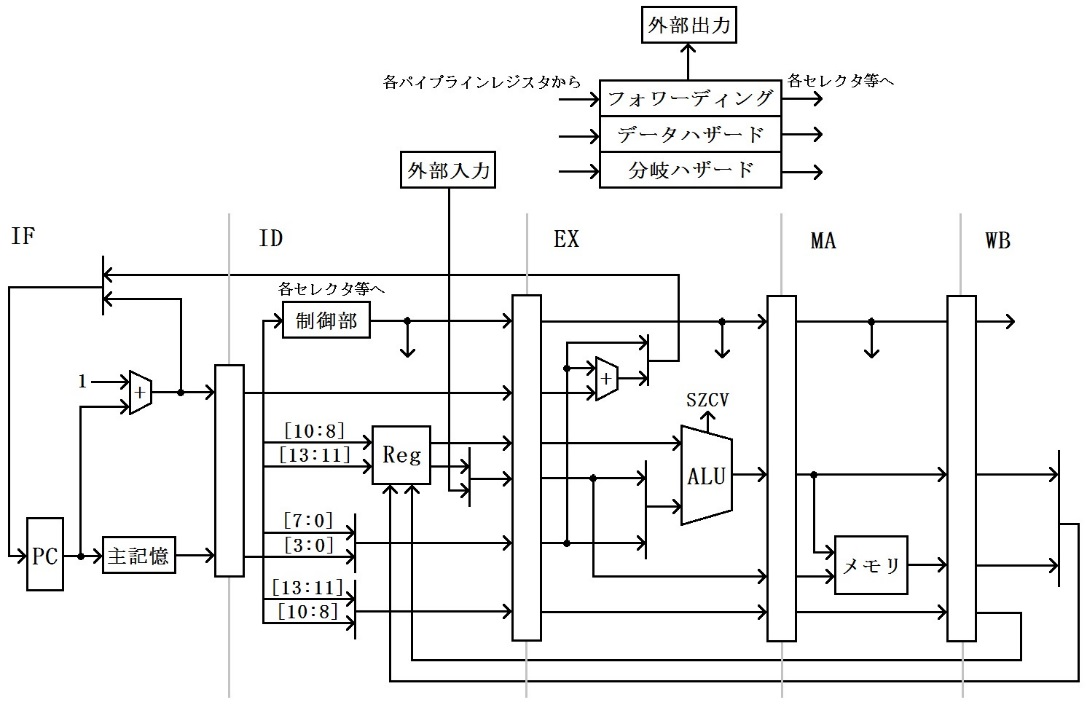 外部出力
各パイプラインレジスタから
各セレクタ等へ
フォワーディング
データハザード
分岐ハザード
外部入力
IF
ID
EX
MA
WB
各セレクタ等へ
制御部
1
+
+
SZCV
[10:8]
[13:11]
Reg
ALU
[7:0]
[3:0]
PC
主記憶
メモリ
[13:11]
[10:8]